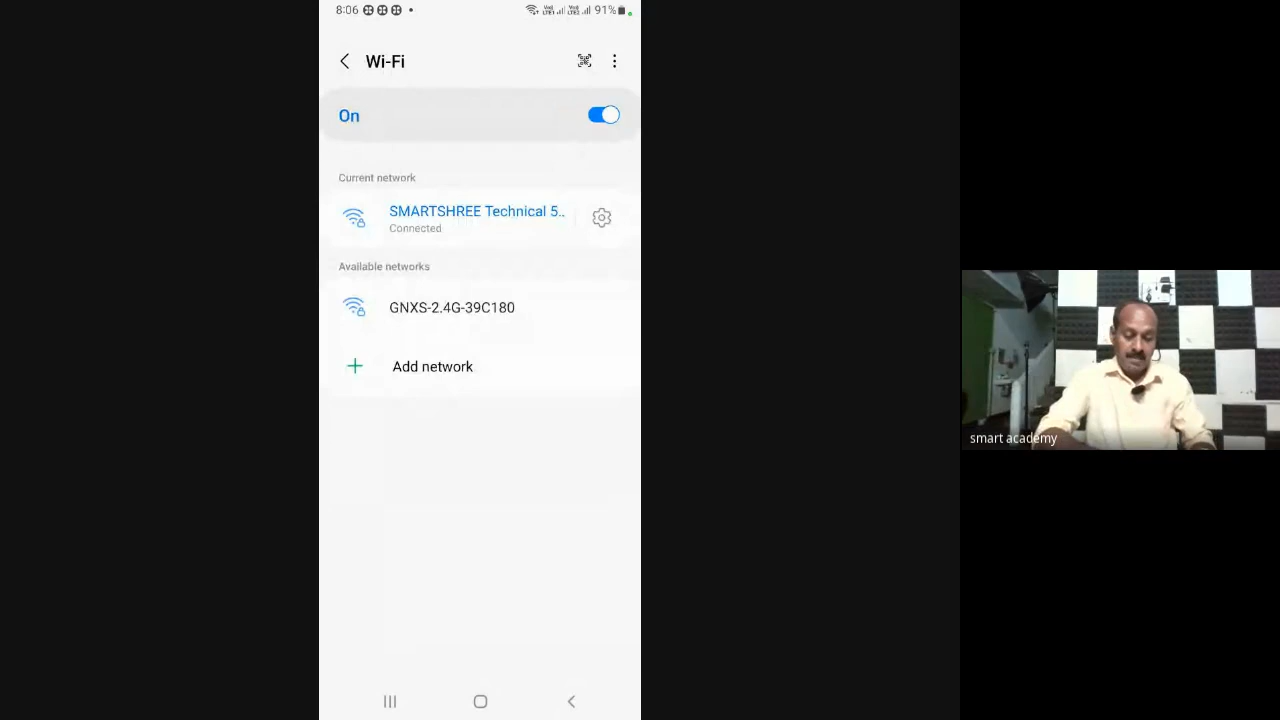 8:06 91%
Wi-Fi
On
Current network
SMARTSHREE Technical 5..
Connected
Available networks
GNXS-2.4G-39C180
Add network
smart academy